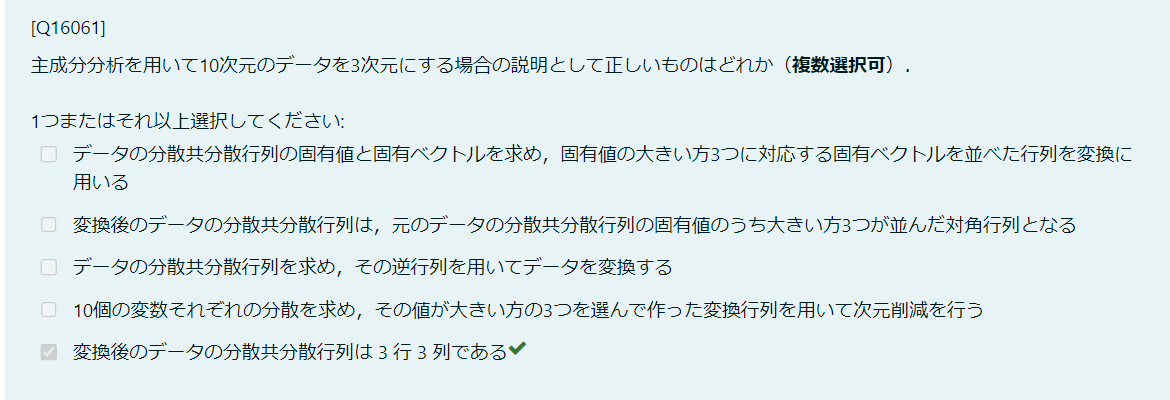 [Q16061]
主成分分析を用いて10次元のデータを3次元にする場合の説明として正しいものはどれか（複数選択可）.
1つまたはそれ以上選択してください:
データの分散共分散行列の固有値と固有ベクトルを求め，固有値の大きい方3つに対応する固有ベクトルを並べた行列を変換に
用いる
変換後のデータの分散共分散行列は，元のデータの分散共分散行列の固有値のうち大きい方3つが並んだ対角行列となる
データの分散共分散行列を求め，その逆行列を用いてデータを変換する
10個の変数それぞれの分散を求め，その値が大きい方の3つを選んで作った変換行列を用いて次元削減を行う
変換後のデータの分散共分散行列は 3 行 3 列である